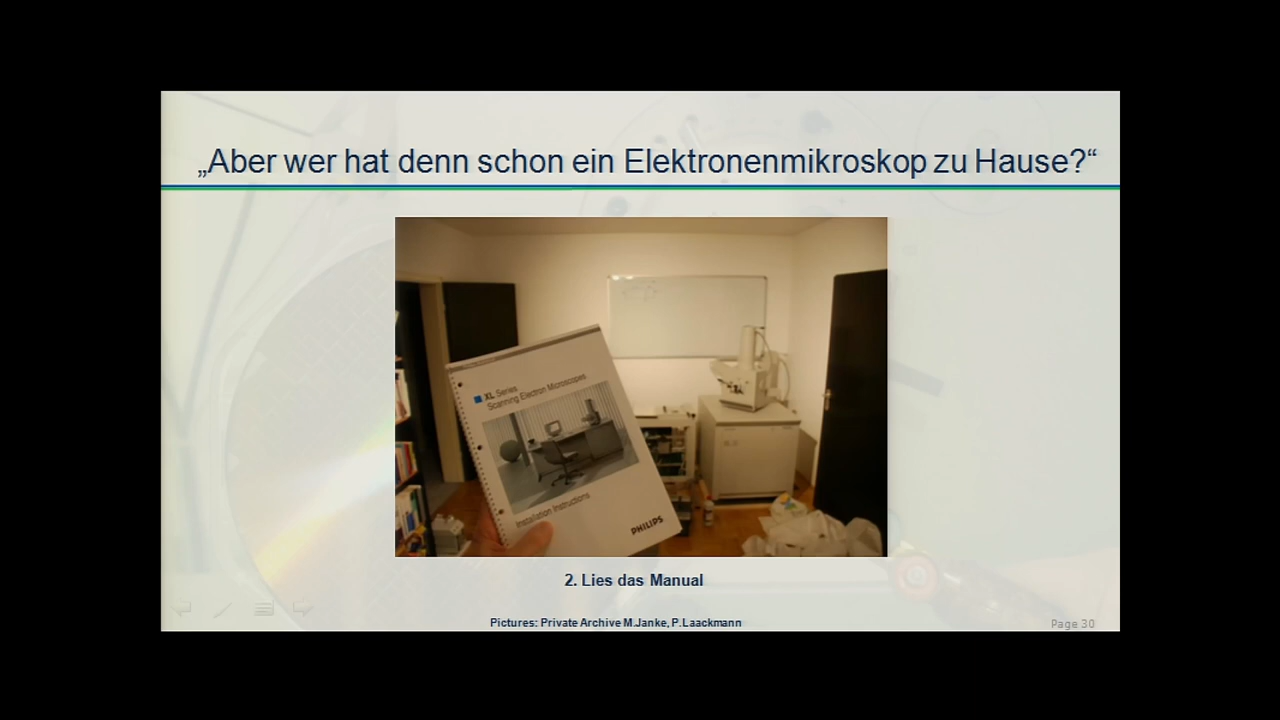 „Aber wer hat denn schon ein Elektronenmikroskop zu Hause?“
XL Series
Scanning Electron Microscopes
Installation Instructions
PHILIPS
2. Lies das Manual
Pictures: Private Archive M.Janke, P.Laackmann
Page 30